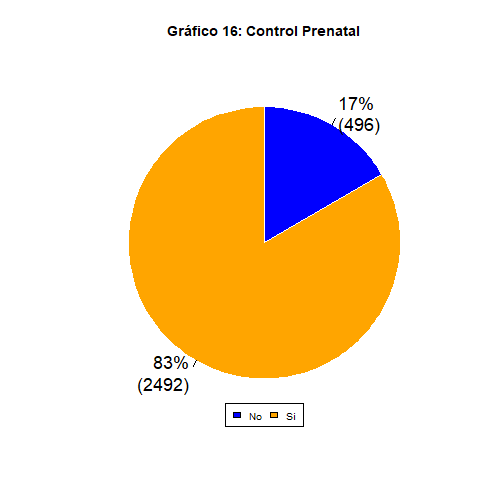 Gráfico 16: Control Prenatal
17%
(496)
83%
(2492)
No Si